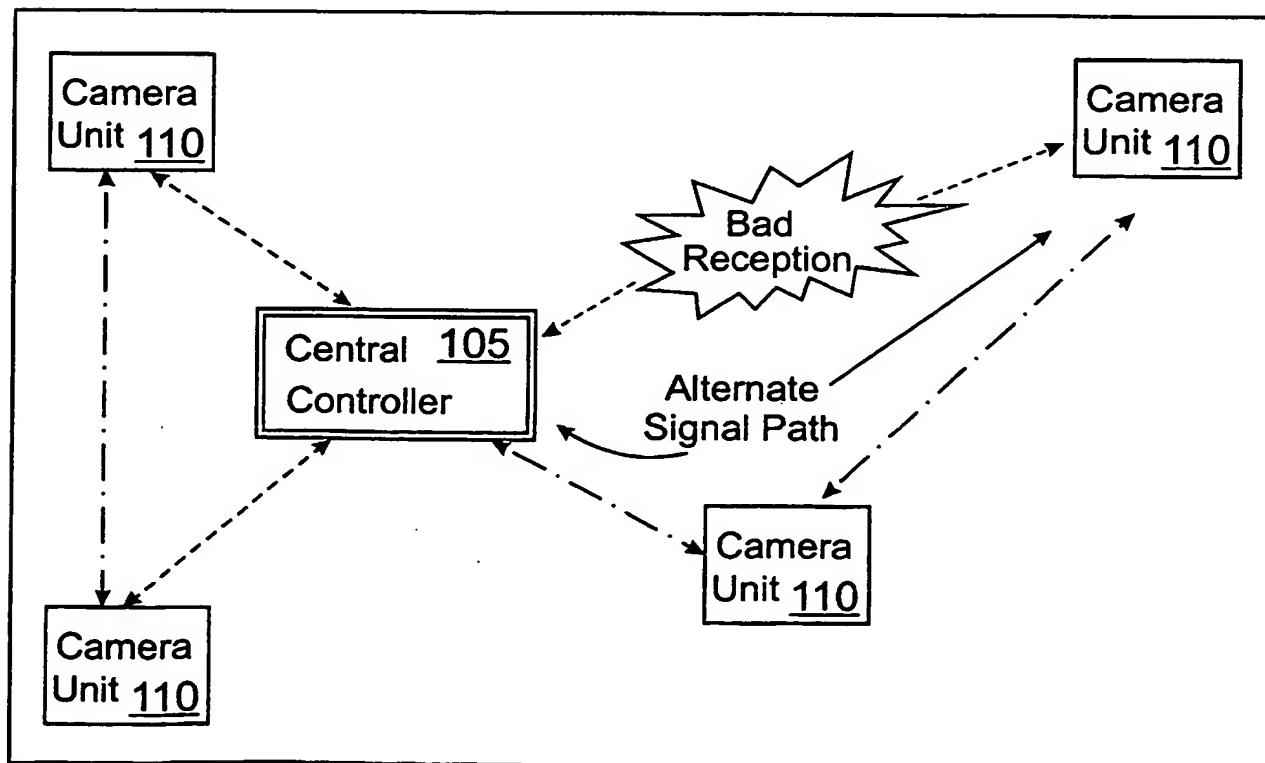 Camera
Unit 110
Camera
Unit 110
Bad
Reception
Central 105
Controller
Alternate
Signal Path
Camera
Unit 110
Camera
Unit 110